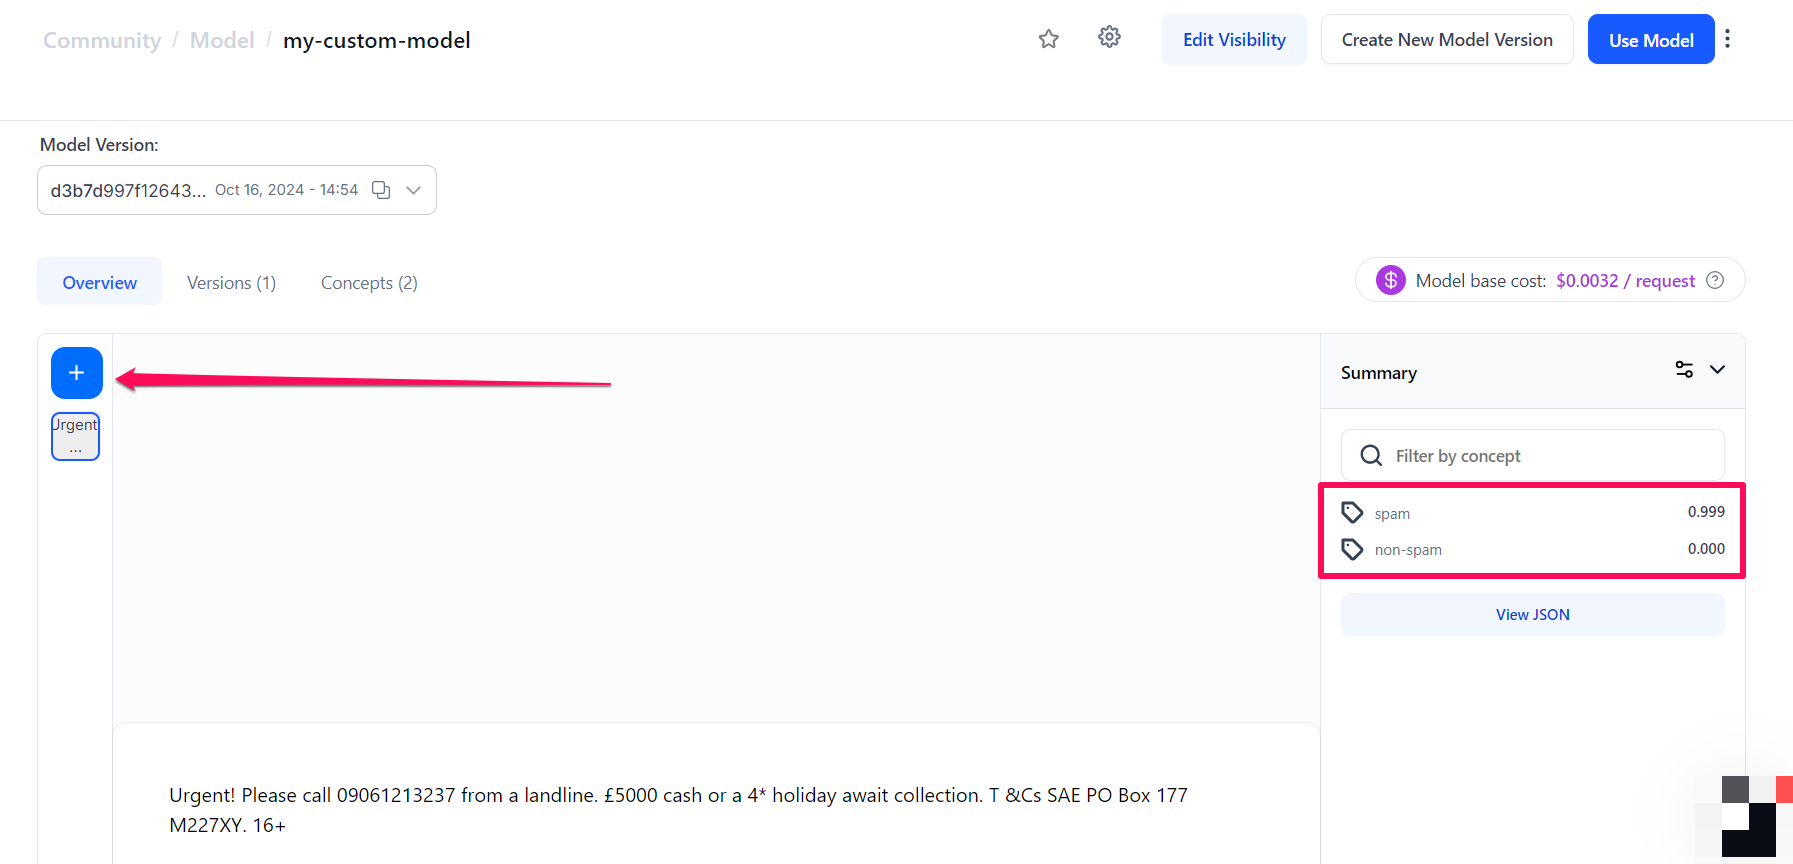 Community / Model / my-custom-model
Edit Visibility
Create New Model Version
Use Model
Model Version:
d3b7d997f12643... Oct 16, 2024 - 14:54
Overview
Versions (1)
Concepts (2)
$ Model base cost: $0.0032 / request ?
+
Urgent
...
Summary
Filter by concept
spam 0.999
non-spam 0.000
View JSON
Urgent! Please call 09061213237 from a landline. £5000 cash or a 4* holiday await collection. T &Cs SAE PO Box 177
M227XY. 16+